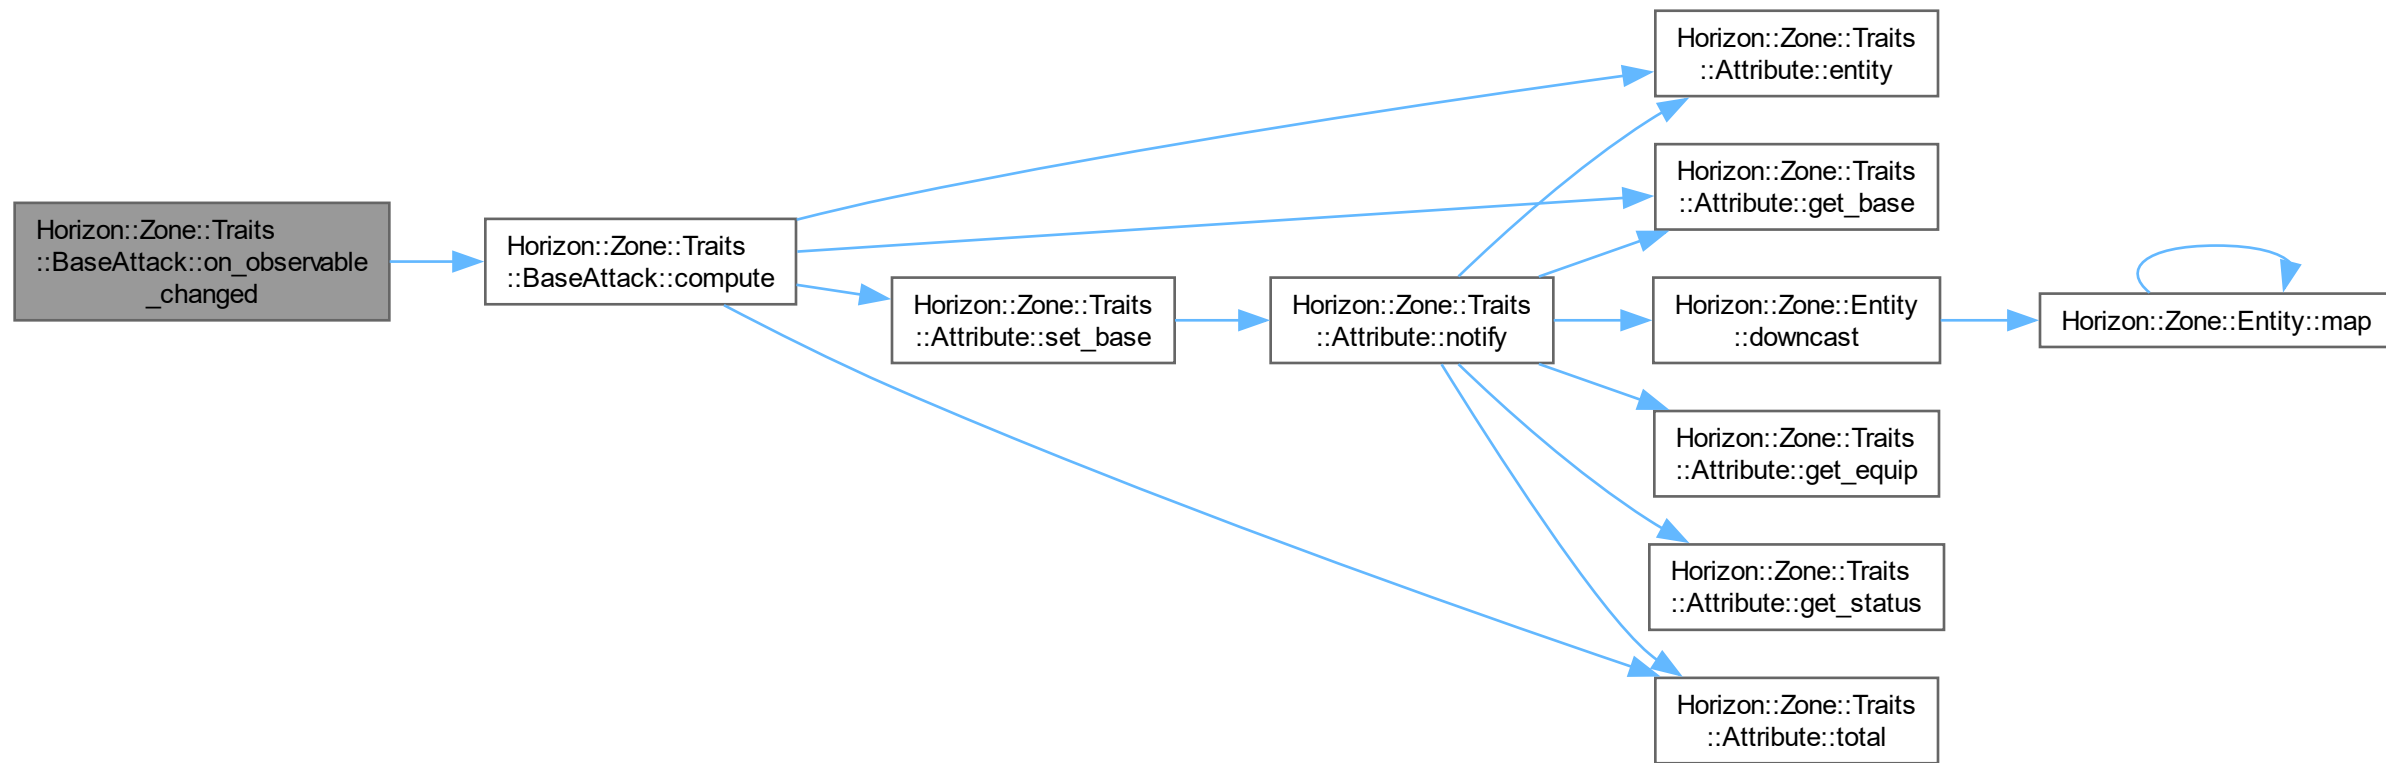 Horizon::Zone::Traits
::BaseAttack::on_observable
_changed
Horizon::Zone::Traits
::BaseAttack::compute
Horizon::Zone::Traits
::Attribute::set_base
Horizon::Zone::Traits
::Attribute::notify
Horizon::Zone::Traits
::Attribute::entity
Horizon::Zone::Traits
::Attribute::get_base
Horizon::Zone::Entity
::downcast
Horizon::Zone::Traits
::Attribute::get_equip
Horizon::Zone::Traits
::Attribute::get_status
Horizon::Zone::Traits
::Attribute::total
Horizon::Zone::Entity::map